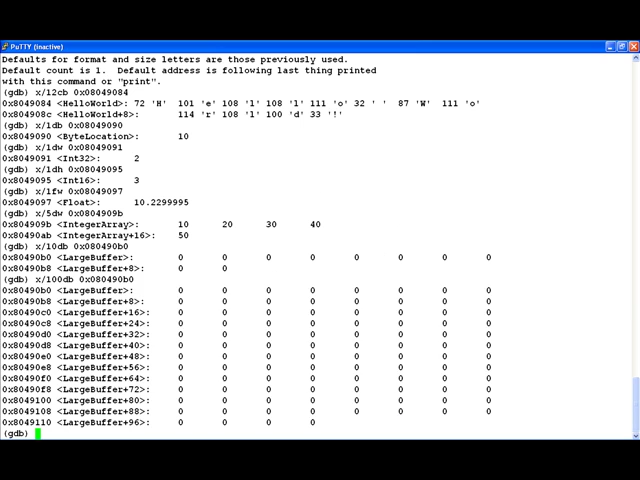 PuTTY (inactive)
Defaults for format and size letters are those previously used.
Default count is 1.  Default address is following last thing printed
with this command or "print".
(gdb) x/12cb 0x08049084
0x8049084 <HelloWorld>: 72 'H'  101 'e' 108 'l' 108 'l' 111 'o' 32 ' '  87 'W'  111 'o'
0x804908c <HelloWorld+8>:       114 'r' 108 'l' 100 'd' 33 '!'
(gdb) x/1db 0x08049090
0x8049090 <ByteLocation>:       10
(gdb) x/1dw 0x08049091
0x8049091 <Int32>:      2
(gdb) x/1dh 0x08049095
0x8049095 <Int16>:      3
(gdb) x/1fw 0x08049097
0x8049097 <Float>:      10.2299995
(gdb) x/5dw 0x0804909b
0x804909b <IntegerArray>:       10      20      30      40
0x80490ab <IntegerArray+16>:    50
(gdb) x/10db 0x080490b0
0x80490b0 <LargeBuffer>:        0       0       0       0       0       0       0       0
0x80490b8 <LargeBuffer+8>:      0       0
(gdb) x/100db 0x080490b0
0x80490b0 <LargeBuffer>:        0       0       0       0       0       0       0       0
0x80490b8 <LargeBuffer+8>:      0       0       0       0       0       0       0       0
0x80490c0 <LargeBuffer+16>:     0       0       0       0       0       0       0       0
0x80490c8 <LargeBuffer+24>:     0       0       0       0       0       0       0       0
0x80490d0 <LargeBuffer+32>:     0       0       0       0       0       0       0       0
0x80490d8 <LargeBuffer+40>:     0       0       0       0       0       0       0       0
0x80490e0 <LargeBuffer+48>:     0       0       0       0       0       0       0       0
0x80490e8 <LargeBuffer+56>:     0       0       0       0       0       0       0       0
0x80490f0 <LargeBuffer+64>:     0       0       0       0       0       0       0       0
0x80490f8 <LargeBuffer+72>:     0       0       0       0       0       0       0       0
0x8049100 <LargeBuffer+80>:     0       0       0       0       0       0       0       0
0x8049108 <LargeBuffer+88>:     0       0       0       0       0       0       0       0
0x8049110 <LargeBuffer+96>:     0       0       0       0
(gdb)